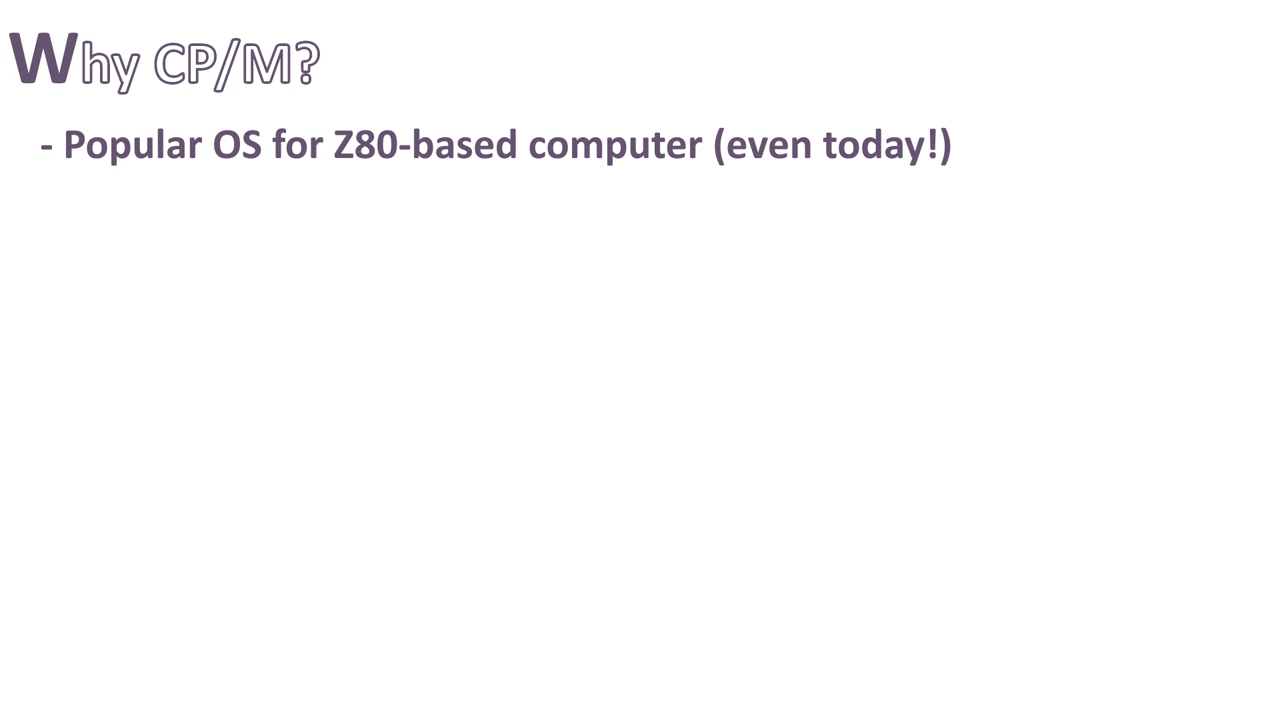 Why CP/M?
- Popular OS for Z80-based computer (even today!)